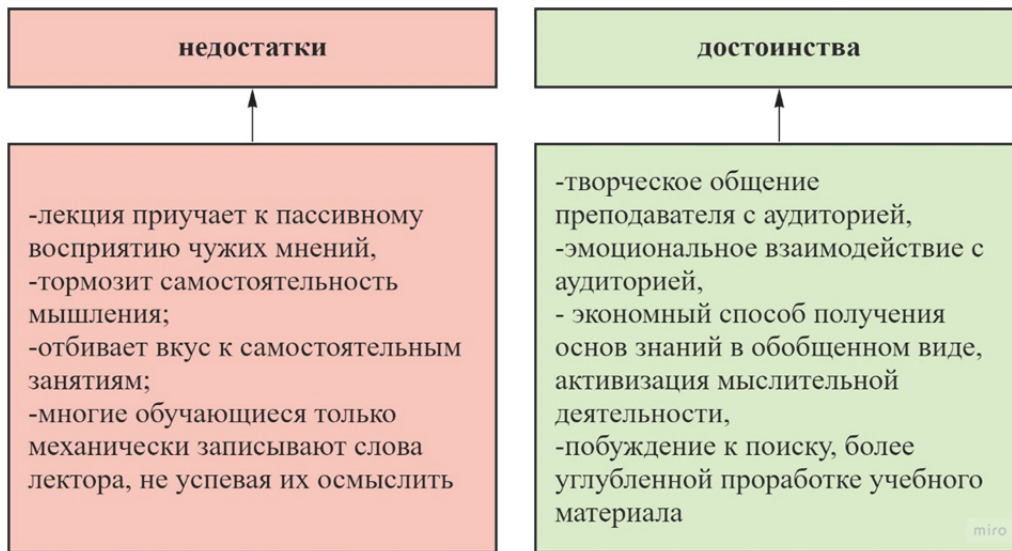 недостатки
-лекция приучает к пассивному
восприятию чужих мнений,
-тормозит самостоятельность
мышления;
-отбивает вкус к самостоятельным
занятиям;
-многие обучающиеся только
механически записывают слова
лектора, не успевая их осмыслить
достоинства
-творческое общение
преподавателя с аудиторией,
-эмоциональное взаимодействие с
аудиторией,
- экономный способ получения
основ знаний в обобщенном виде,
активизация мыслительной
деятельности,
-побуждение к поиску, более
углубленной проработке учебного
материала
miro